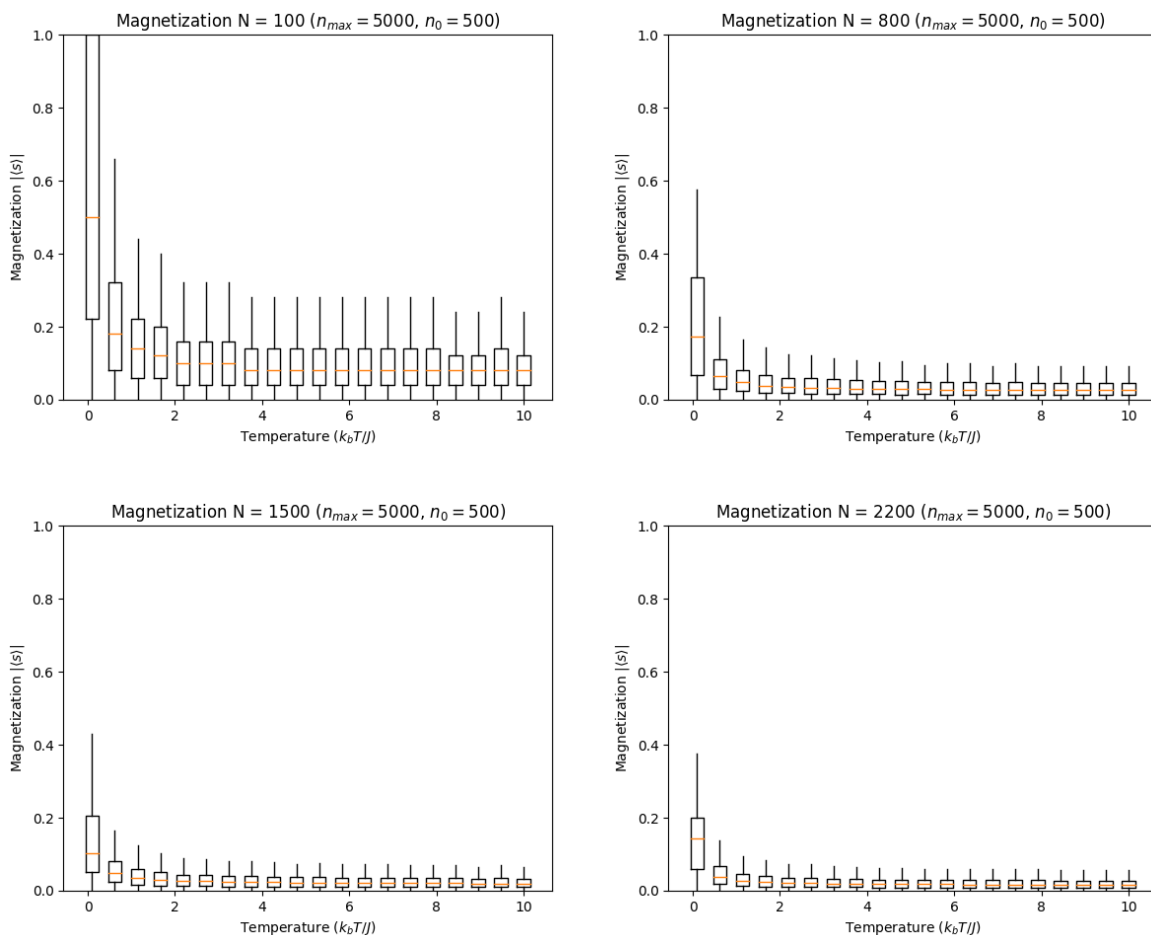 Magnetization N = 100 (n_max = 5000, n_0 = 500)
1.0
0.8
0.6
0.4
0.2
0.0
Magnetization |⟨s⟩|
0 2 4 6 8 10
Temperature (k_bT/J)
Magnetization N = 800 (n_max = 5000, n_0 = 500)
1.0
0.8
0.6
0.4
0.2
0.0
Magnetization |⟨s⟩|
0 2 4 6 8 10
Temperature (k_bT/J)
Magnetization N = 1500 (n_max = 5000, n_0 = 500)
1.0
0.8
0.6
0.4
0.2
0.0
Magnetization |⟨s⟩|
0 2 4 6 8 10
Temperature (k_bT/J)
Magnetization N = 2200 (n_max = 5000, n_0 = 500)
1.0
0.8
0.6
0.4
0.2
0.0
Magnetization |⟨s⟩|
0 2 4 6 8 10
Temperature (k_bT/J)